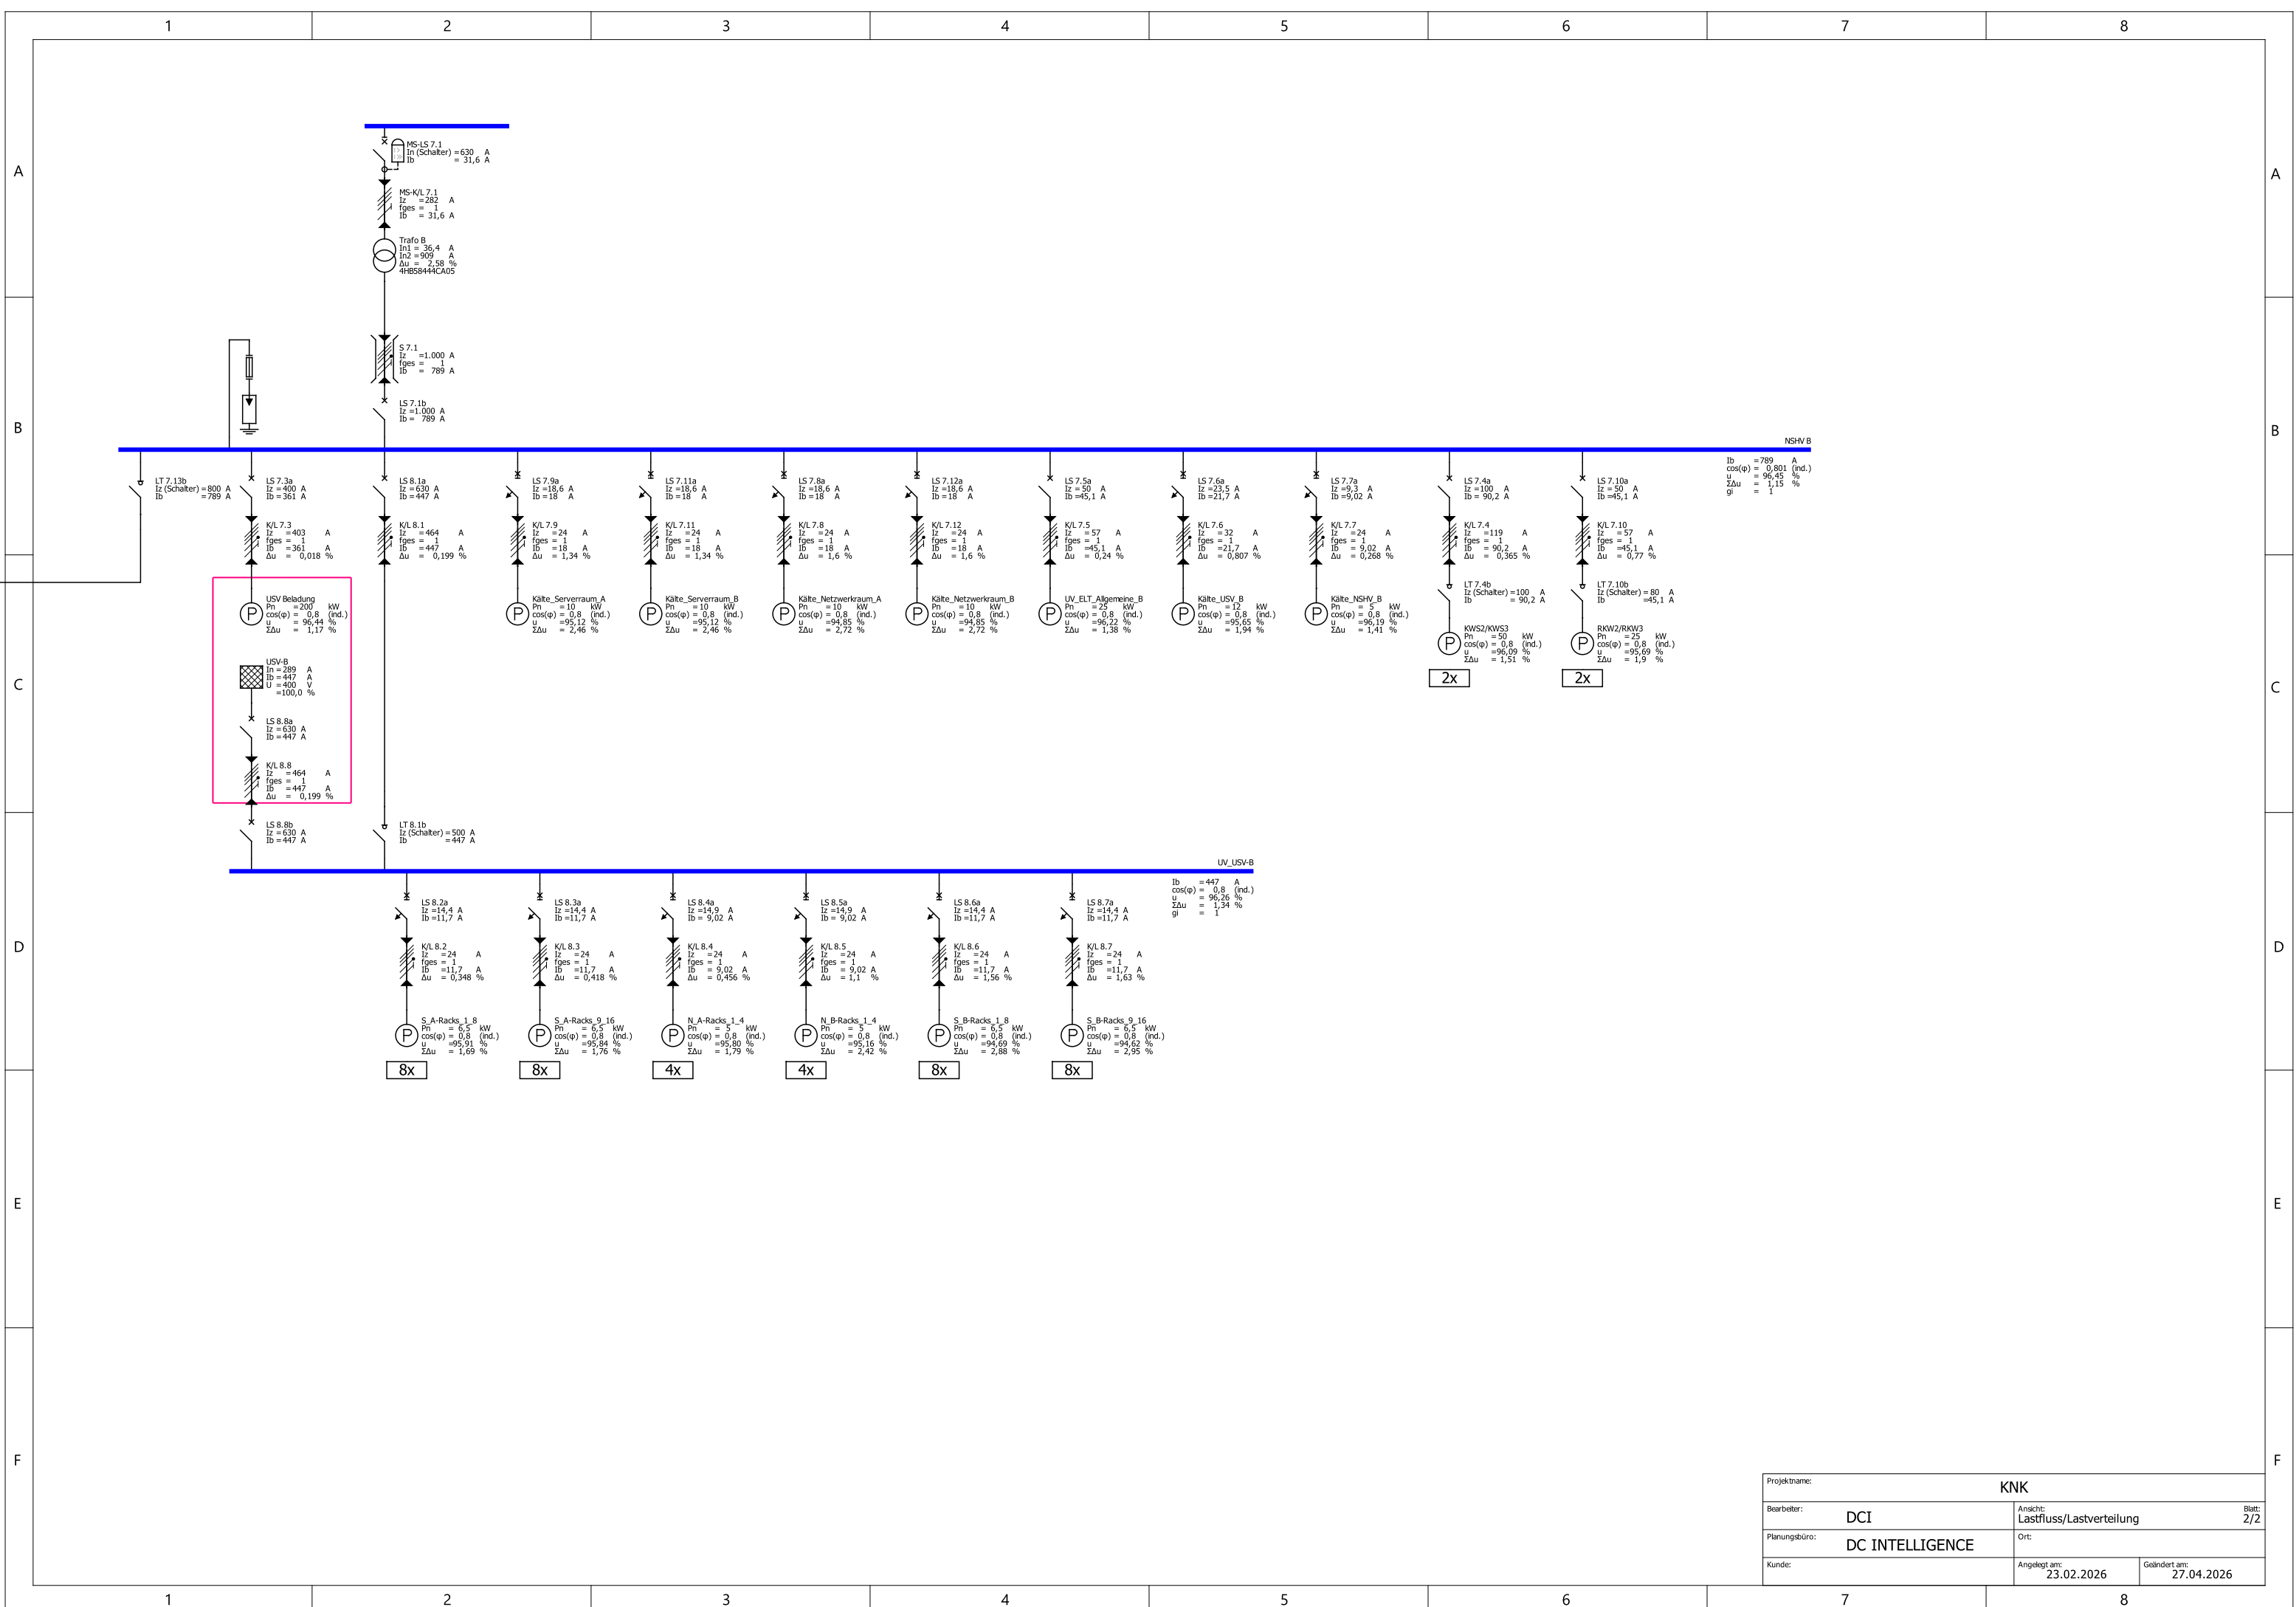 1 2 3 4 5 6 7 8
A A
MS-LS 7.1
In (Schalter) = 630 A
Ib = 31,6 A
MS-K/L 7.1
Iz = 282 A
fges = 1
Ib = 31,6 A
Trafo B
In1 = 36,4 A
In2 = 909 A
Δu = 2,58 %
4HB58444CA05
B B
S 7.1
Iz =1.000 A
fges = 1
Ib = 789 A
LS 7.1b
Iz =1.000 A
Ib = 789 A
NSHV B
Ib = 789 A
cos(φ) = 0,801 (ind.)
u = 96,45 %
ΣΔu = 1,15 %
gi = 1
LT 7.13b
Iz (Schalter) = 800 A
Ib = 789 A
LS 7.3a
Iz = 400 A
Ib = 361 A
K/L 7.3
Iz = 403 A
fges = 1
Ib = 361 A
Δu = 0,018 %
USV Beladung
Pn = 200 kW
cos(φ) = 0,8 (ind.)
u = 96,44 %
ΣΔu = 1,17 %
USV-B
In = 289 A
Ib = 447 A
U = 400 V
=100,0 %
LS 8.8a
Iz = 630 A
Ib = 447 A
K/L 8.8
Iz = 464 A
fges = 1
Ib = 447 A
Δu = 0,199 %
LS 8.8b
Iz = 630 A
Ib = 447 A
LS 8.1a
Iz = 630 A
Ib = 447 A
K/L 8.1
Iz = 464 A
fges = 1
Ib = 447 A
Δu = 0,199 %
LT 8.1b
Iz (Schalter) = 500 A
Ib = 447 A
LS 7.9a
Iz =18,6 A
Ib =18 A
K/L 7.9
Iz =24 A
fges = 1
Ib =18 A
Δu = 1,34 %
Kälte_Serverraum_A
Pn = 10 kW
cos(φ) = 0,8 (ind.)
u =95,12 %
ΣΔu = 2,46 %
LS 7.11a
Iz =18,6 A
Ib =18 A
K/L 7.11
Iz =24 A
fges = 1
Ib =18 A
Δu = 1,34 %
Kälte_Serverraum_B
Pn = 10 kW
cos(φ) = 0,8 (ind.)
u =95,12 %
ΣΔu = 2,46 %
LS 7.8a
Iz =18,6 A
Ib =18 A
K/L 7.8
Iz =24 A
fges = 1
Ib =18 A
Δu = 1,6 %
Kälte_Netzwerkraum_A
Pn = 10 kW
cos(φ) = 0,8 (ind.)
u =94,85 %
ΣΔu = 2,72 %
LS 7.12a
Iz =18,6 A
Ib =18 A
K/L 7.12
Iz =24 A
fges = 1
Ib =18 A
Δu = 1,6 %
Kälte_Netzwerkraum_B
Pn = 10 kW
cos(φ) = 0,8 (ind.)
u =94,85 %
ΣΔu = 2,72 %
LS 7.5a
Iz = 50 A
Ib =45,1 A
K/L 7.5
Iz = 57 A
fges = 1
Ib =45,1 A
Δu = 0,24 %
UV_ELT_Allgemeine_B
Pn = 25 kW
cos(φ) = 0,8 (ind.)
u =96,22 %
ΣΔu = 1,38 %
LS 7.6a
Iz =23,5 A
Ib =21,7 A
K/L 7.6
Iz = 32 A
fges = 1
Ib =21,7 A
Δu = 0,807 %
Kälte_USV_B
Pn = 12 kW
cos(φ) = 0,8 (ind.)
u =95,65 %
ΣΔu = 1,94 %
LS 7.7a
Iz =9,3 A
Ib =9,02 A
K/L 7.7
Iz = 24 A
fges = 1
Ib = 9,02 A
Δu = 0,268 %
Kälte_NSHV_B
Pn = 5 kW
cos(φ) = 0,8 (ind.)
u =96,19 %
ΣΔu = 1,41 %
LS 7.4a
Iz =100 A
Ib = 90,2 A
K/L 7.4
Iz =119 A
fges = 1
Ib = 90,2 A
Δu = 0,365 %
LT 7.4b
Iz (Schalter) =100 A
Ib = 90,2 A
KWS2/KWS3
Pn = 50 kW
cos(φ) = 0,8 (ind.)
u =96,09 %
ΣΔu = 1,51 %
2x
LS 7.10a
Iz = 50 A
Ib =45,1 A
K/L 7.10
Iz = 57 A
fges = 1
Ib =45,1 A
Δu = 0,77 %
LT 7.10b
Iz (Schalter) = 80 A
Ib =45,1 A
RKW2/RKW3
Pn = 25 kW
cos(φ) = 0,8 (ind.)
u =95,69 %
ΣΔu = 1,9 %
2x
C C
UV_USV-B
Ib = 447 A
cos(φ) = 0,8 (ind.)
u = 96,26 %
ΣΔu = 1,34 %
gi = 1
D D
LS 8.2a
Iz =14,4 A
Ib =11,7 A
K/L 8.2
Iz =24 A
fges = 1
Ib =11,7 A
Δu = 0,348 %
S_A-Racks_1_8
Pn = 6,5 kW
cos(φ) = 0,8 (ind.)
u =95,91 %
ΣΔu = 1,69 %
8x
LS 8.3a
Iz =14,4 A
Ib =11,7 A
K/L 8.3
Iz =24 A
fges = 1
Ib =11,7 A
Δu = 0,418 %
S_A-Racks_9_16
Pn = 6,5 kW
cos(φ) = 0,8 (ind.)
u =95,84 %
ΣΔu = 1,76 %
8x
LS 8.4a
Iz =14,9 A
Ib = 9,02 A
K/L 8.4
Iz =24 A
fges = 1
Ib = 9,02 A
Δu = 0,456 %
N_A-Racks_1_4
Pn = 5 kW
cos(φ) = 0,8 (ind.)
u =95,80 %
ΣΔu = 1,79 %
4x
LS 8.5a
Iz =14,9 A
Ib = 9,02 A
K/L 8.5
Iz =24 A
fges = 1
Ib = 9,02 A
Δu = 1,1 %
N_B-Racks_1_4
Pn = 5 kW
cos(φ) = 0,8 (ind.)
u =95,16 %
ΣΔu = 2,42 %
4x
LS 8.6a
Iz =14,4 A
Ib =11,7 A
K/L 8.6
Iz =24 A
fges = 1
Ib =11,7 A
Δu = 1,56 %
S_B-Racks_1_8
Pn = 6,5 kW
cos(φ) = 0,8 (ind.)
u =94,69 %
ΣΔu = 2,88 %
8x
LS 8.7a
Iz =14,4 A
Ib =11,7 A
K/L 8.7
Iz =24 A
fges = 1
Ib =11,7 A
Δu = 1,63 %
S_B-Racks_9_16
Pn = 6,5 kW
cos(φ) = 0,8 (ind.)
u =94,62 %
ΣΔu = 2,95 %
8x
E E
F F
Projektname: KNK
Bearbeiter: DCI
Ansicht: Blatt:
Lastfluss/Lastverteilung 2/2
Planungsbüro: DC INTELLIGENCE
Ort:
Kunde:
Angelegt am: 23.02.2026
Geändert am: 27.04.2026
1 2 3 4 5 6 7 8